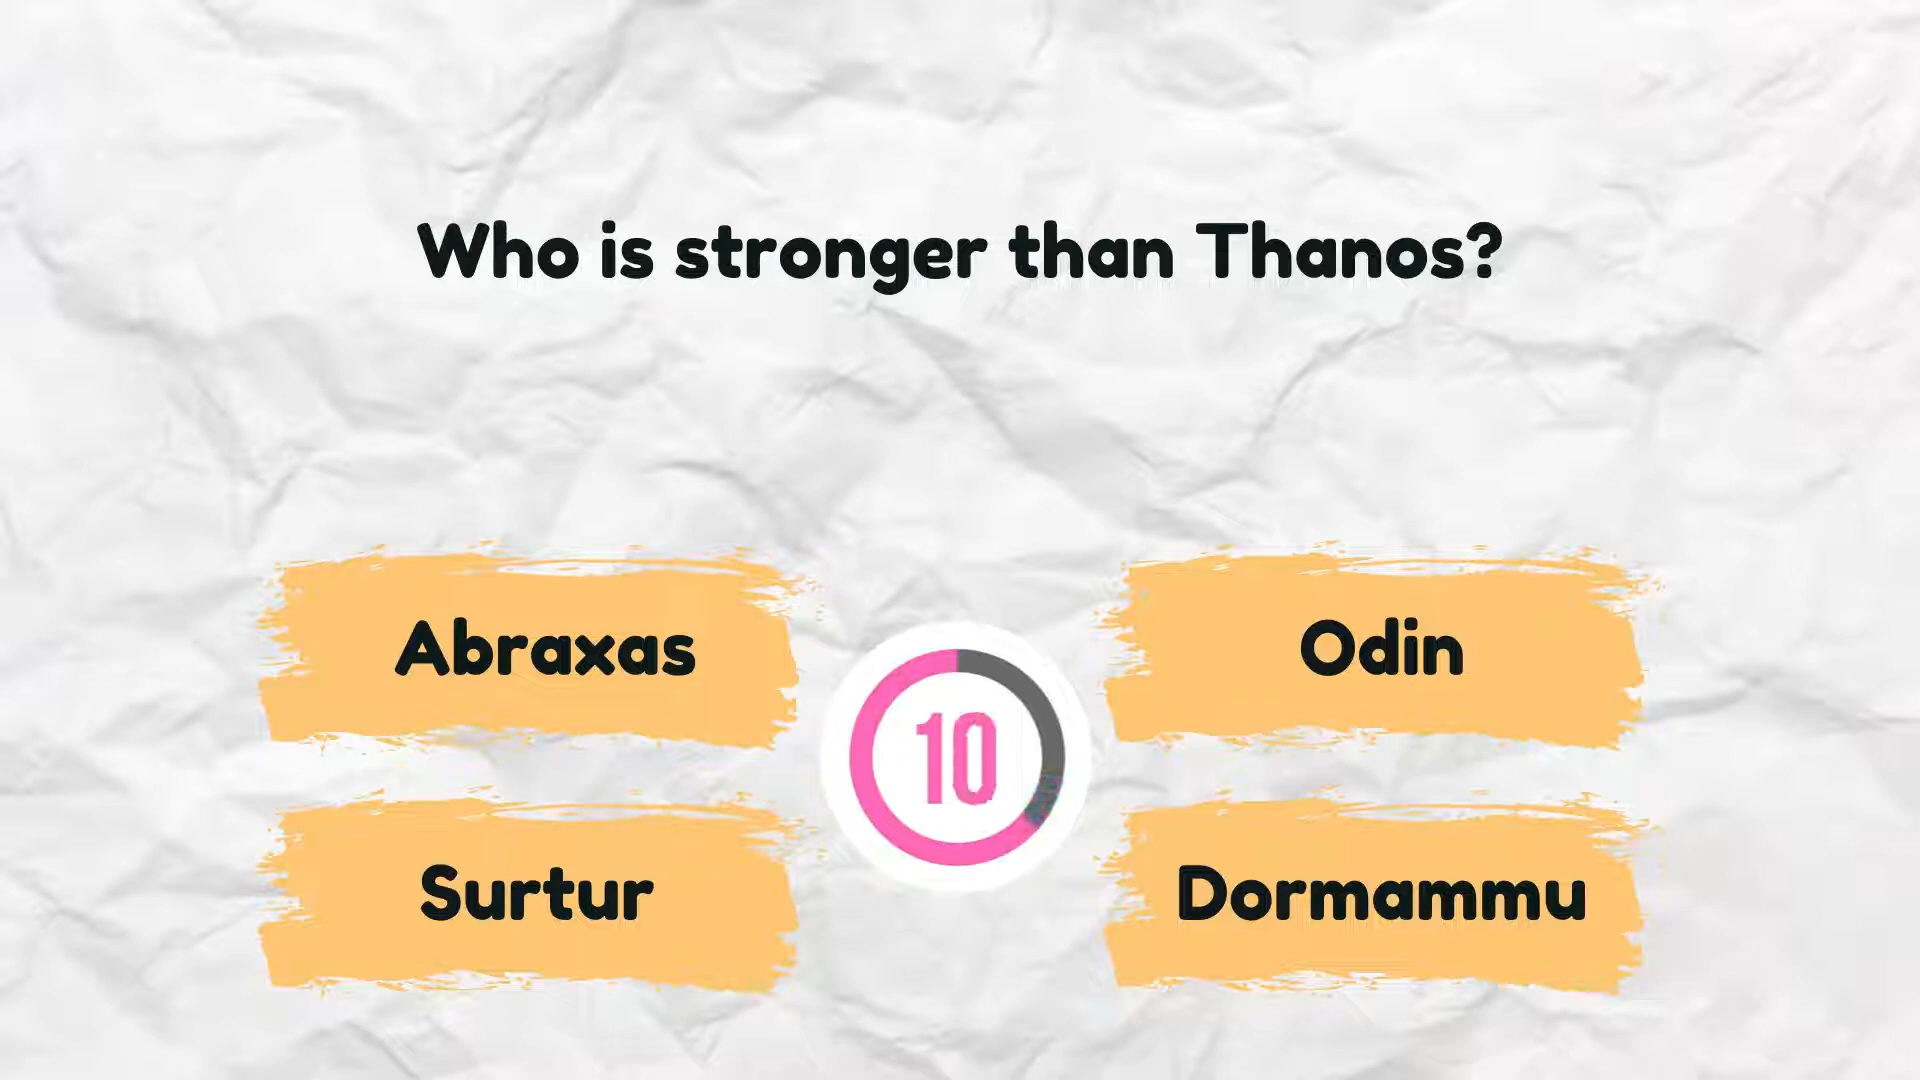 Who is stronger than Thanos?
Abraxas
Odin
10
Surtur
Dormammu